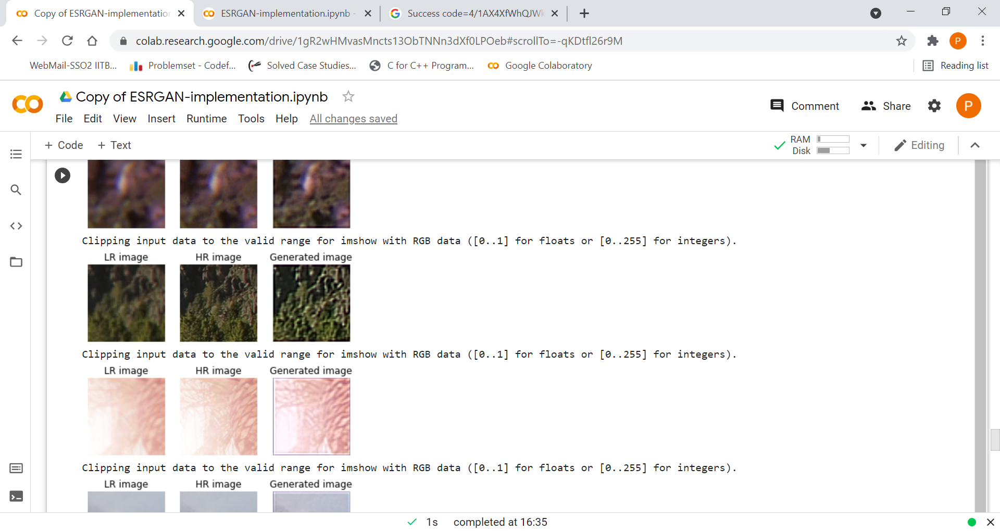 Copy of ESRGAN-implementation
ESRGAN-implementation.ipynb -
Success code=4/1AX4XfWhQJWk
colab.research.google.com/drive/1gR2wHMvasMncts13ObTNNn3dXf0LPOeb#scrollTo=-qKDtfl26r9M
P
WebMail-SSO2 IITB...
Problemset - Codef...
Solved Case Studies...
C for C++ Program...
Google Colaboratory
Reading list
Copy of ESRGAN-implementation.ipynb
Comment
Share
P
File Edit View Insert Runtime Tools Help All changes saved
+ Code + Text
RAM
Disk
Editing
Clipping input data to the valid range for imshow with RGB data ([0..1] for floats or [0..255] for integers).
LR image HR image Generated image
Clipping input data to the valid range for imshow with RGB data ([0..1] for floats or [0..255] for integers).
LR image HR image Generated image
Clipping input data to the valid range for imshow with RGB data ([0..1] for floats or [0..255] for integers).
LR image HR image Generated image
1s completed at 16:35